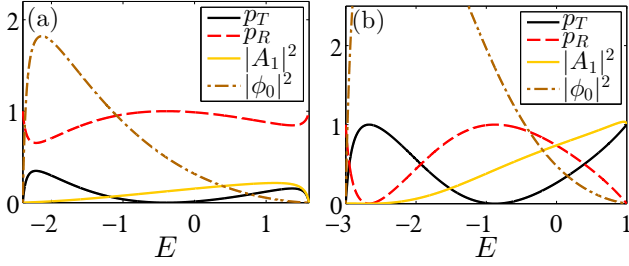 (a)
p_T
p_R
|A_1|^2
|ϕ_0|^2
2
1
0
−2 −1 0 1
E
(b)
p_T
p_R
|A_1|^2
|ϕ_0|^2
2
1
0
−3 −2 −1 0 1
E